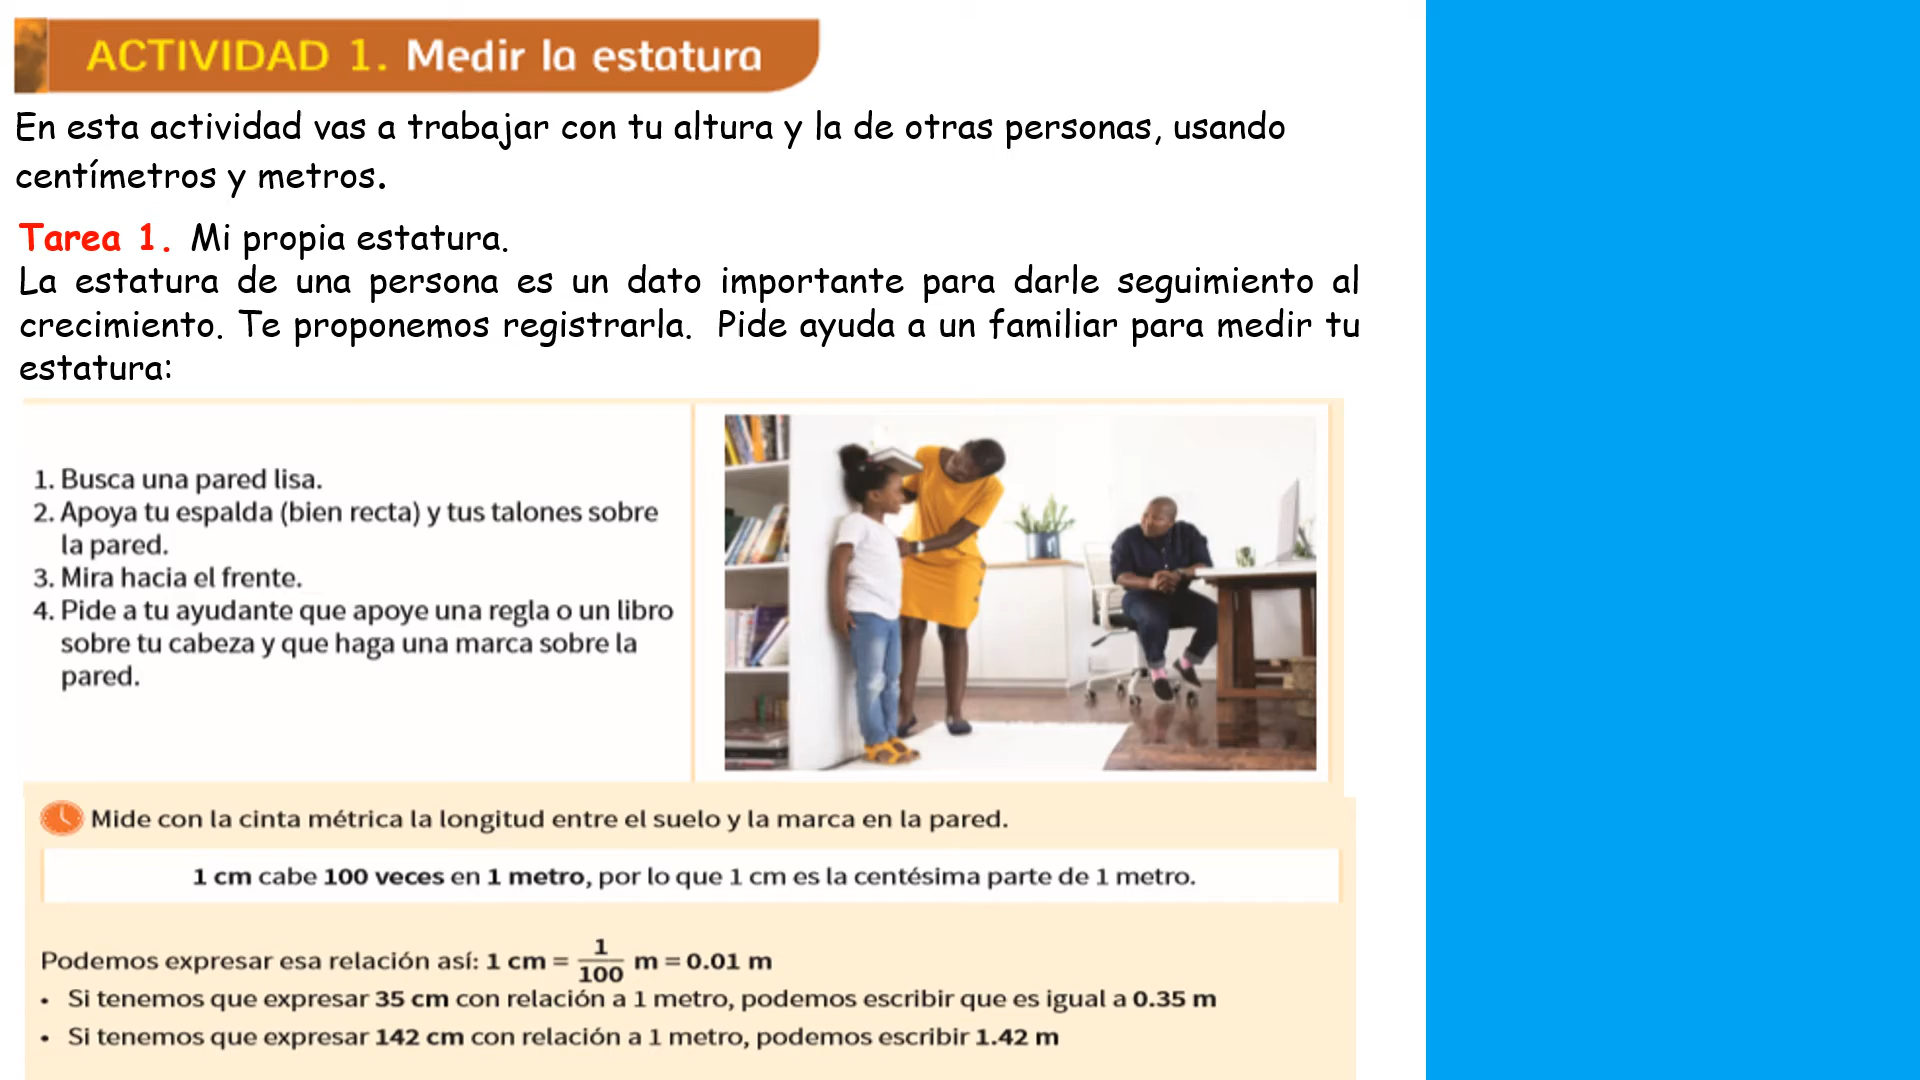 ACTIVIDAD 1. Medir la estatura
En esta actividad vas a trabajar con tu altura y la de otras personas, usando
centímetros y metros.
Tarea 1. Mi propia estatura.
La estatura de una persona es un dato importante para darle seguimiento al
crecimiento. Te proponemos registrarla. Pide ayuda a un familiar para medir tu
estatura:
1. Busca una pared lisa.
2. Apoya tu espalda (bien recta) y tus talones sobre
la pared.
3. Mira hacia el frente.
4. Pide a tu ayudante que apoye una regla o un libro
sobre tu cabeza y que haga una marca sobre la
pared.
Mide con la cinta métrica la longitud entre el suelo y la marca en la pared.
1 cm cabe 100 veces en 1 metro, por lo que 1 cm es la centésima parte de 1 metro.
Podemos expresar esa relación así: 1 cm = 1/100 m = 0.01 m
• Si tenemos que expresar 35 cm con relación a 1 metro, podemos escribir que es igual a 0.35 m
• Si tenemos que expresar 142 cm con relación a 1 metro, podemos escribir 1.42 m